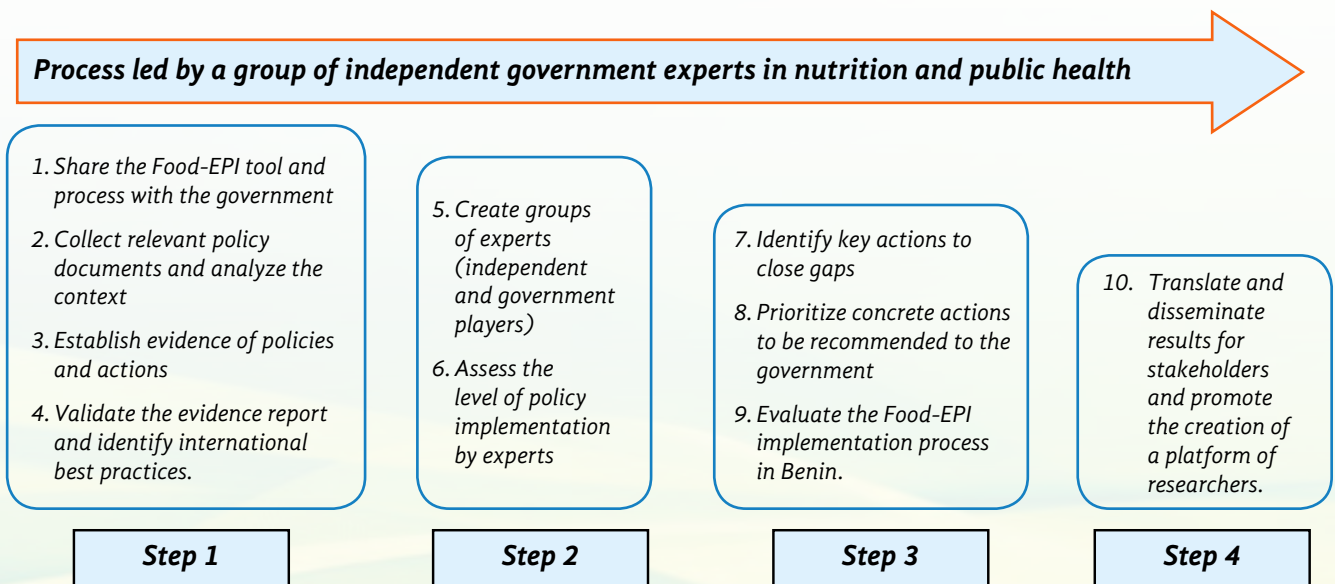 Process led by a group of independent government experts in nutrition and public health
1. Share the Food-EPI tool and
process with the government
2. Collect relevant policy
documents and analyze the
context
3. Establish evidence of policies
and actions
4. Validate the evidence report
and identify international
best practices.
Step 1
5. Create groups
of experts
(independent
and government
players)
6. Assess the
level of policy
implementation
by experts
Step 2
7. Identify key actions to
close gaps
8. Prioritize concrete actions
to be recommended to the
government
9. Evaluate the Food-EPI
implementation process
in Benin.
Step 3
10. Translate and
disseminate
results for
stakeholders
and promote
the creation of
a platform of
researchers.
Step 4